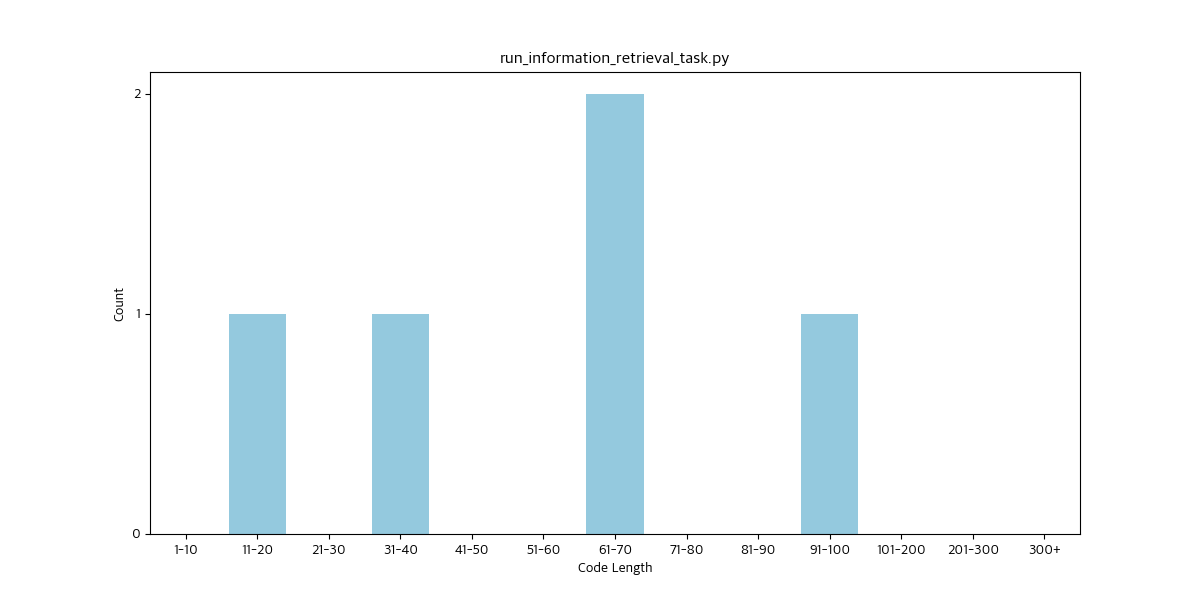 run_information_retrieval_task.py
2
1
0
Count
1-10 11-20 21-30 31-40 41-50 51-60 61-70 71-80 81-90 91-100 101-200 201-300 300+
Code Length